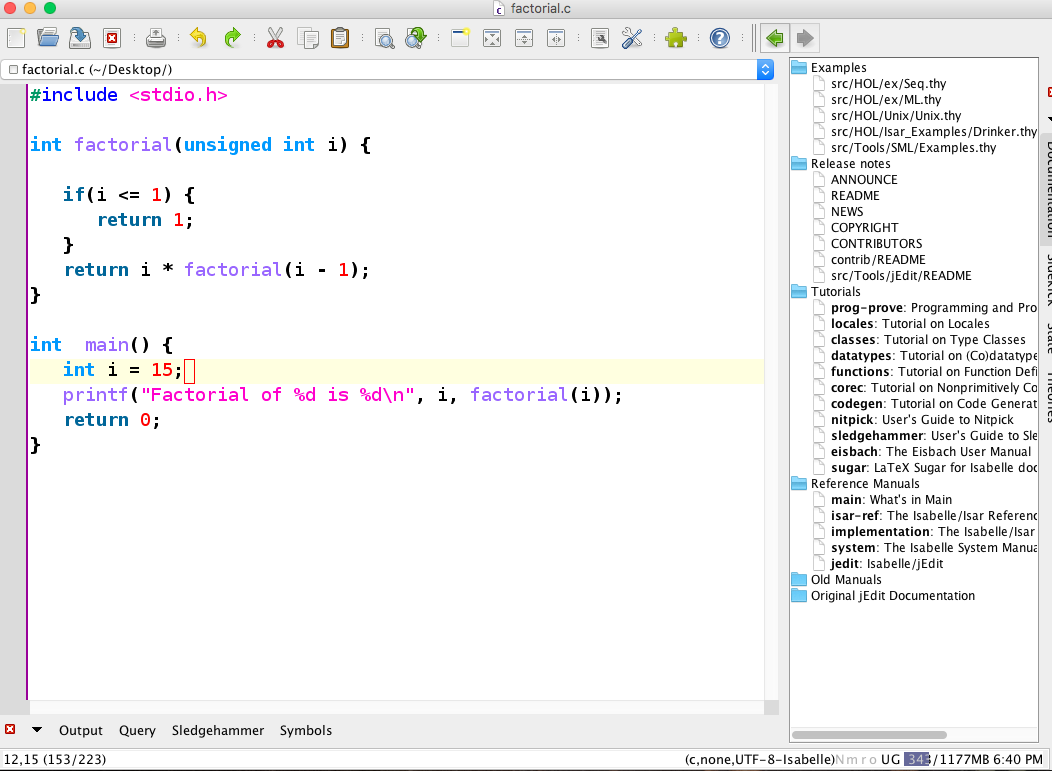 factorial.c
factorial.c (~/Desktop/)
#include <stdio.h>
int factorial(unsigned int i) {
if(i <= 1) {
return 1;
}
return i * factorial(i - 1);
}
int  main() {
int i = 15;
printf("Factorial of %d is %d\n", i, factorial(i));
return 0;
}
Examples
src/HOL/ex/Seq.thy
src/HOL/ex/ML.thy
src/HOL/Unix/Unix.thy
src/HOL/Isar_Examples/Drinker.thy
src/Tools/SML/Examples.thy
Release notes
ANNOUNCE
README
NEWS
COPYRIGHT
CONTRIBUTORS
contrib/README
src/Tools/jEdit/README
Tutorials
prog-prove: Programming and Pro
locales: Tutorial on Locales
classes: Tutorial on Type Classes
datatypes: Tutorial on (Co)datatype
functions: Tutorial on Function Defi
corec: Tutorial on Nonprimitively Co
codegen: Tutorial on Code Generat
nitpick: User's Guide to Nitpick
sledgehammer: User's Guide to Sle
eisbach: The Eisbach User Manual
sugar: LaTeX Sugar for Isabelle doc
Reference Manuals
main: What's in Main
isar-ref: The Isabelle/Isar Referenc
implementation: The Isabelle/Isar
system: The Isabelle System Manua
jedit: Isabelle/jEdit
Old Manuals
Original jEdit Documentation
Documentation
Sidekick
State
Theories
Output Query Sledgehammer Symbols
12,15 (153/223)
(c,none,UTF-8-Isabelle)N m r o UG 343/1177MB 6:40 PM